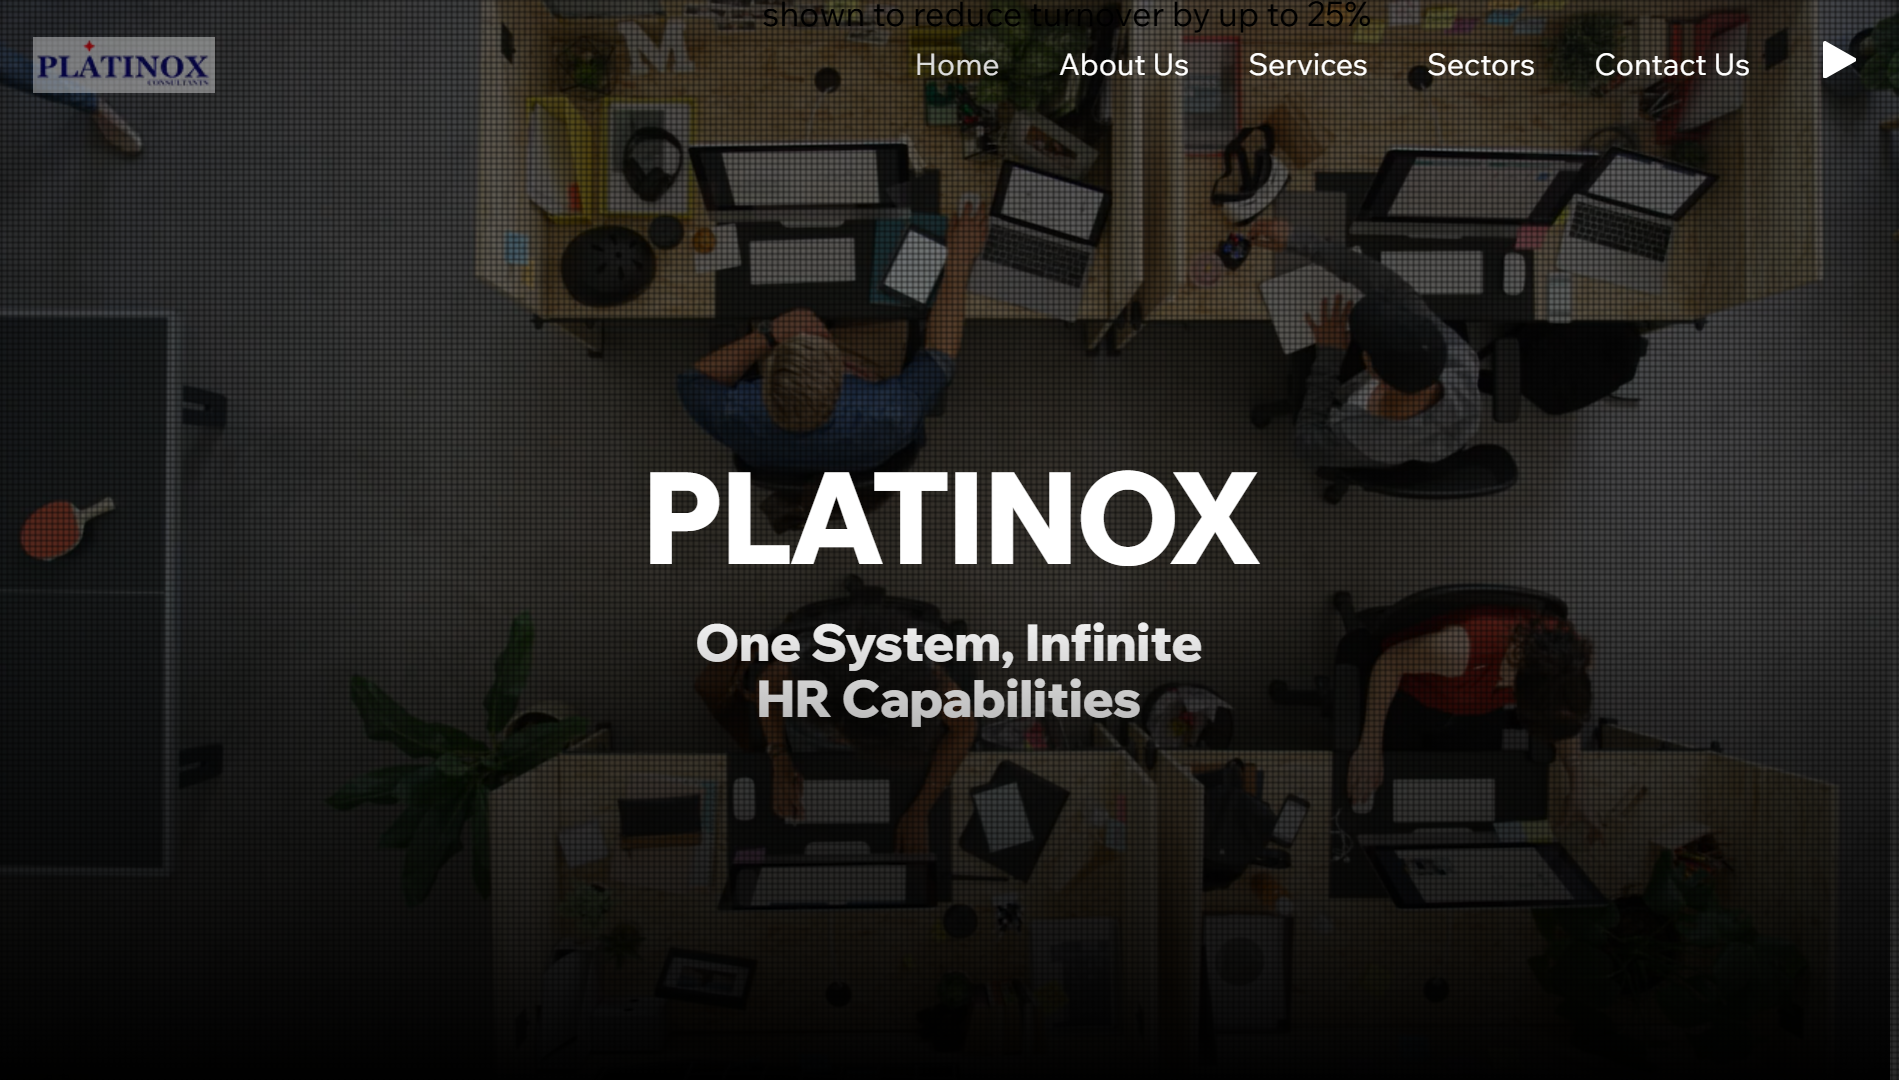 shown to reduce turnover by up to 25%
PLATINOX
CONSULTANTS
Home
About Us
Services
Sectors
Contact Us
M
PLATINOX
One System, Infinite
HR Capabilities